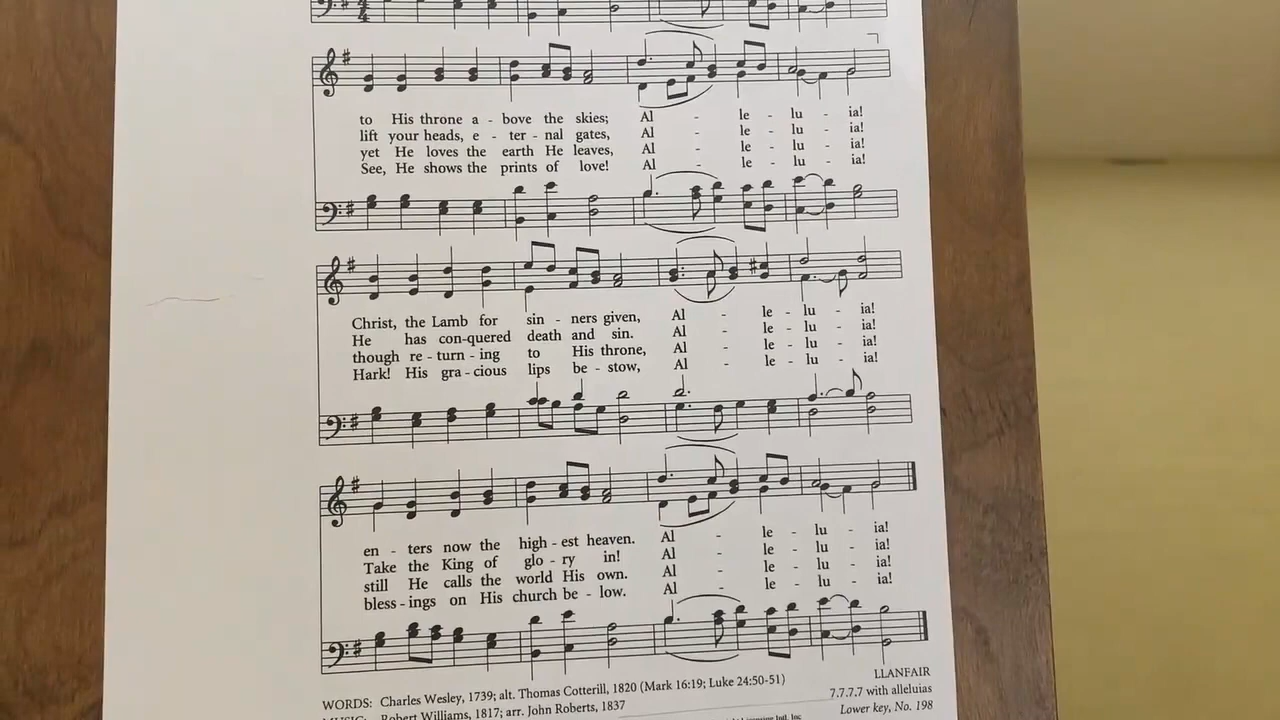 to His throne a - bove the skies; Al - le - lu - ia!
lift your heads, e - ter - nal gates, Al - le - lu - ia!
yet He loves the earth He leaves, Al - le - lu - ia!
See, He shows the prints of love! Al - le - lu - ia!
Christ, the Lamb for sin - ners given, Al - le - lu - ia!
He has con-quered death and sin. Al - le - lu - ia!
though re - turn - ing to His throne, Al - le - lu - ia!
Hark! His gra - cious lips be - stow, Al - le - lu - ia!
en - ters now the high - est heaven. Al - le - lu - ia!
Take the King of glo - ry in! Al - le - lu - ia!
still He calls the world His own. Al - le - lu - ia!
bless - ings on His church be - low. Al - le - lu - ia!
WORDS: Charles Wesley, 1739; alt. Thomas Cotterill, 1820 (Mark 16:19; Luke 24:50-51)
MUSIC: Robert Williams, 1817; arr. John Roberts, 1837
LLANFAIR
7.7.7.7 with alleluias
Lower key, No. 198